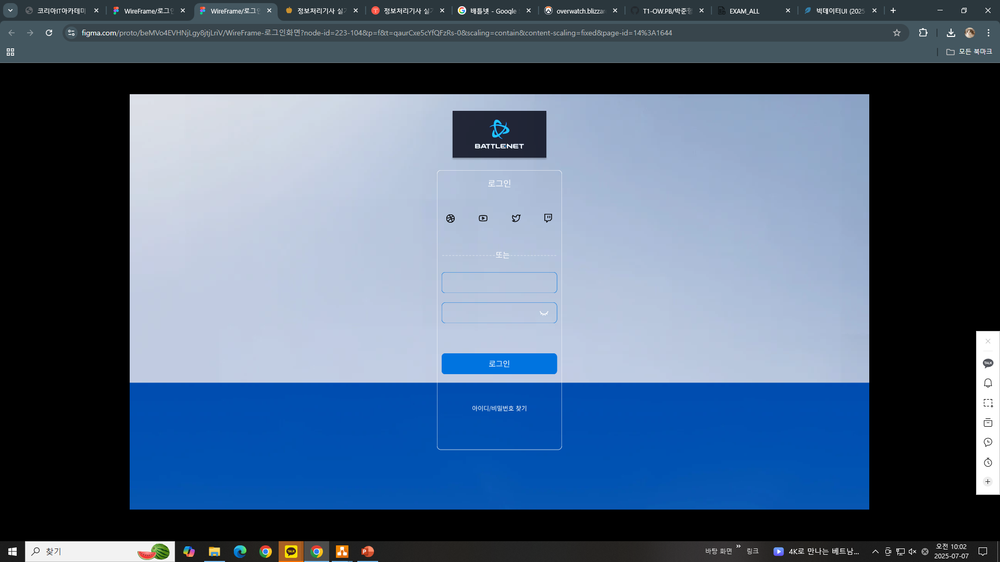 코리아IT아카데미
WireFrame/로그인
WireFrame/로그인
정보처리기사 실기
정보처리기사 실기
배틀넷 - Google
overwatch.blizzar
T1-OW.PB/박준형
EXAM_ALL
빅데이터UI (2025
figma.com/proto/beMVo4EVHNjLgy8jtjLriV/WireFrame-로그인화면?node-id=223-104&p=f&t=qaurCxe5cYfQFzRs-0&scaling=contain&content-scaling=fixed&page-id=14%3A1644
모든 북마크
BATTLENET
로그인
또는
로그인
아이디/비밀번호 찾기
TALK
찾기
TALK
바탕 화면
링크
4K로 만나는 베트남...
오전 10:02
2025-07-07